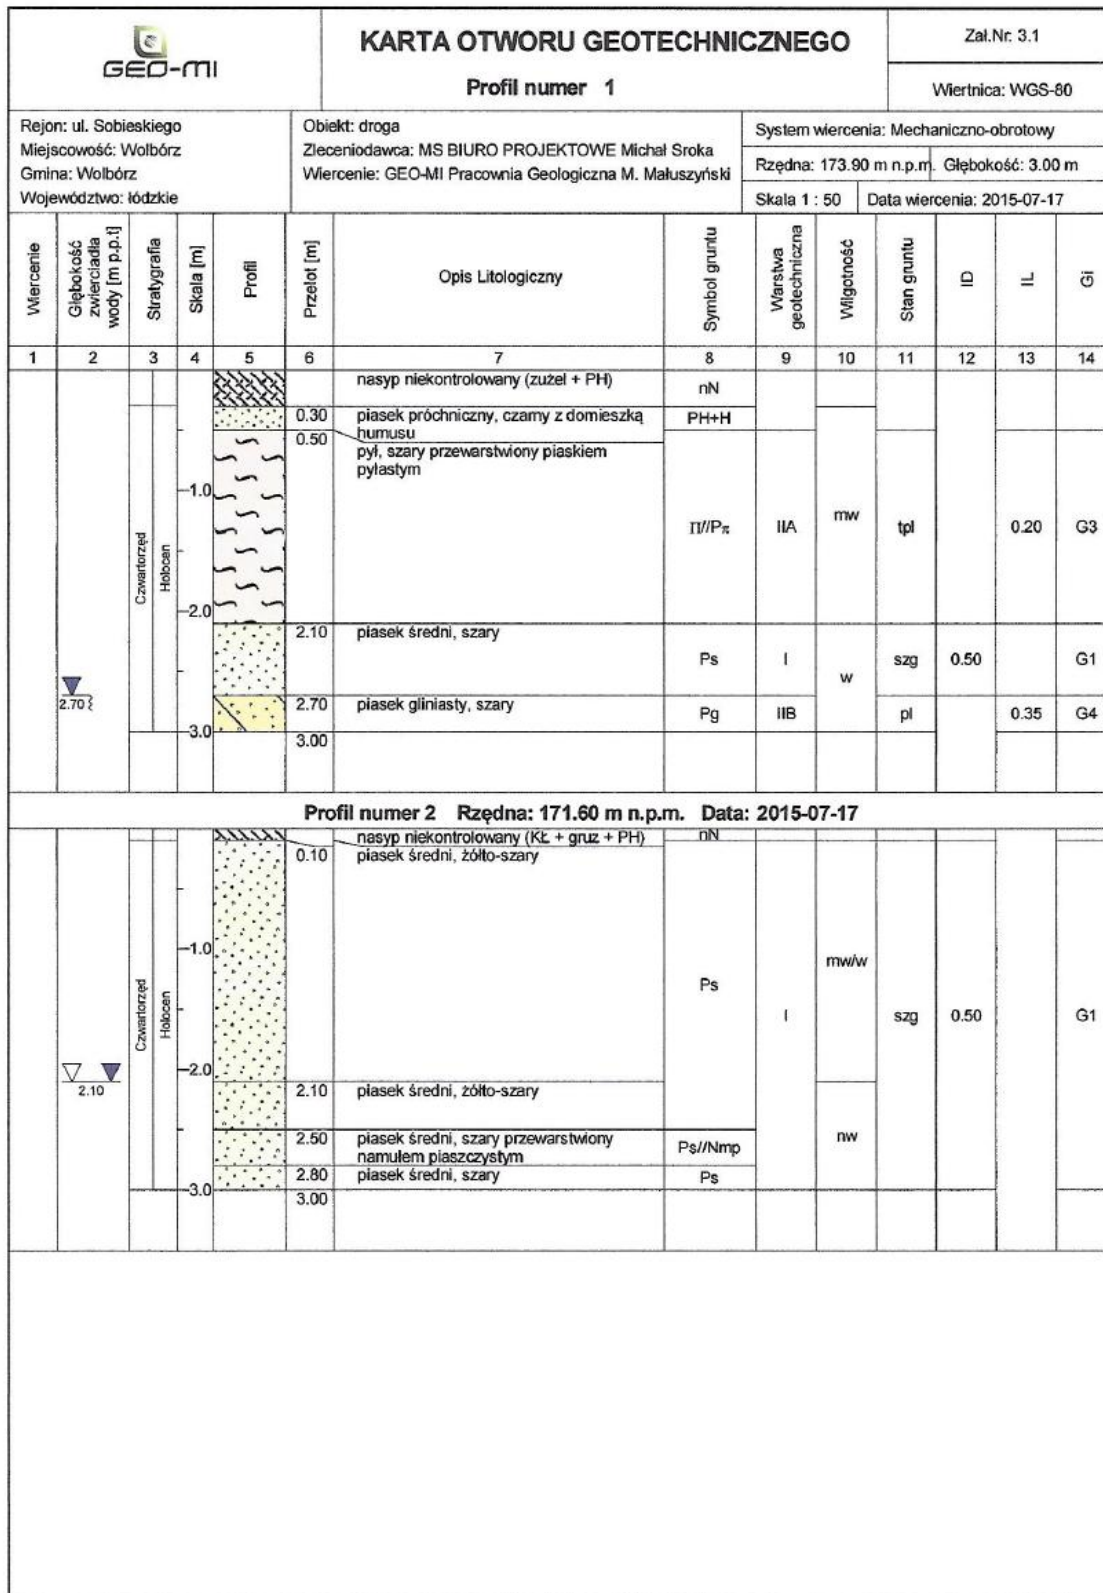 GEO-MI
KARTA OTWORU GEOTECHNICZNEGO
Profil numer 1
Zał.Nr: 3.1
Wiertnica: WGS-80
Rejon: ul. Sobieskiego
Miejscowość: Wolbórz
Gmina: Wolbórz
Województwo: łódzkie
Obiekt: droga
Zleceniodawca: MS BIURO PROJEKTOWE Michał Sroka
Wiercenie: GEO-MI Pracownia Geologiczna M. Małuszyński
System wiercenia: Mechaniczno-obrotowy
Rzędna: 173.90 m n.p.m. Głębokość: 3.00 m
Skala 1 : 50 Data wiercenia: 2015-07-17
Wiercenie
Głębokość zwierciadła wody [m p.p.t]
Stratygrafia
Skala [m]
Profil
Przelot [m]
Opis Litologiczny
Symbol gruntu
Warstwa geotechniczna
Wilgotność
Stan gruntu
ID
IL
Gi
1 2 3 4 5 6 7 8 9 10 11 12 13 14
nasyp niekontrolowany (zużel + PH) nN
0.30 piasek próchniczny, czarny z domieszką humusu PH+H
0.50 pył, szary przewarstwiony piaskiem pylastym
-1.0
Π//Pπ IIA mw tpl 0.20 G3
Czwartorzęd
Holocen
-2.0
2.10 piasek średni, szary
Ps I w szg 0.50 G1
2.70
2.70 piasek gliniasty, szary Pg IIB pl 0.35 G4
-3.0
3.00
Profil numer 2 Rzędna: 171.60 m n.p.m. Data: 2015-07-17
nasyp niekontrolowany (KŁ + gruz + PH) nN
0.10 piasek średni, żółto-szary
-1.0
mw/w
Ps
Czwartorzęd
Holocen
I szg 0.50 G1
-2.0
2.10
2.10 piasek średni, żółto-szary
nw
2.50 piasek średni, szary przewarstwiony namułem piaszczystym Ps//Nmp
2.80 piasek średni, szary Ps
-3.0
3.00